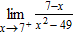 lim x→7⁺ (7−x)/(x²−49)